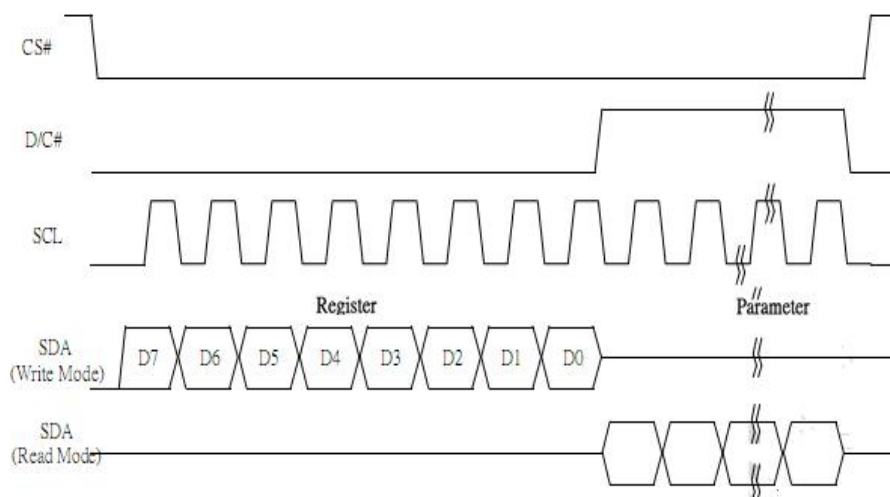 CS#
D/C#
SCL
Register Parameter
SDA
(Write Mode)
D7 D6 D5 D4 D3 D2 D1 D0
SDA
(Read Mode)